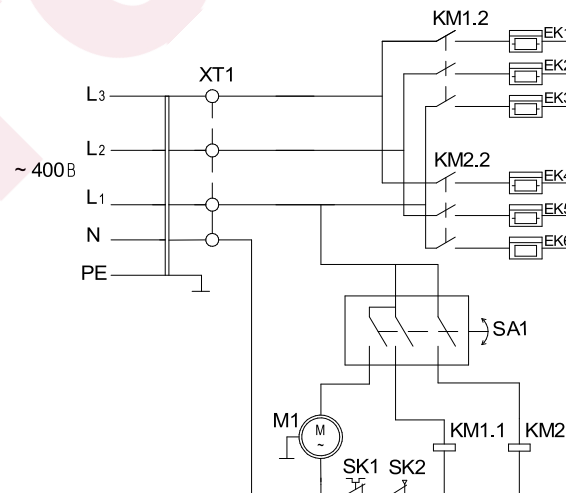 KM1.2
EK1
EK2
EK3
XT1
L3
L2
~ 400В
L1
N
PE
KM2.2
EK4
EK5
EK6
SA1
M1
M
~
KM1.1
KM2
SK1
SK2